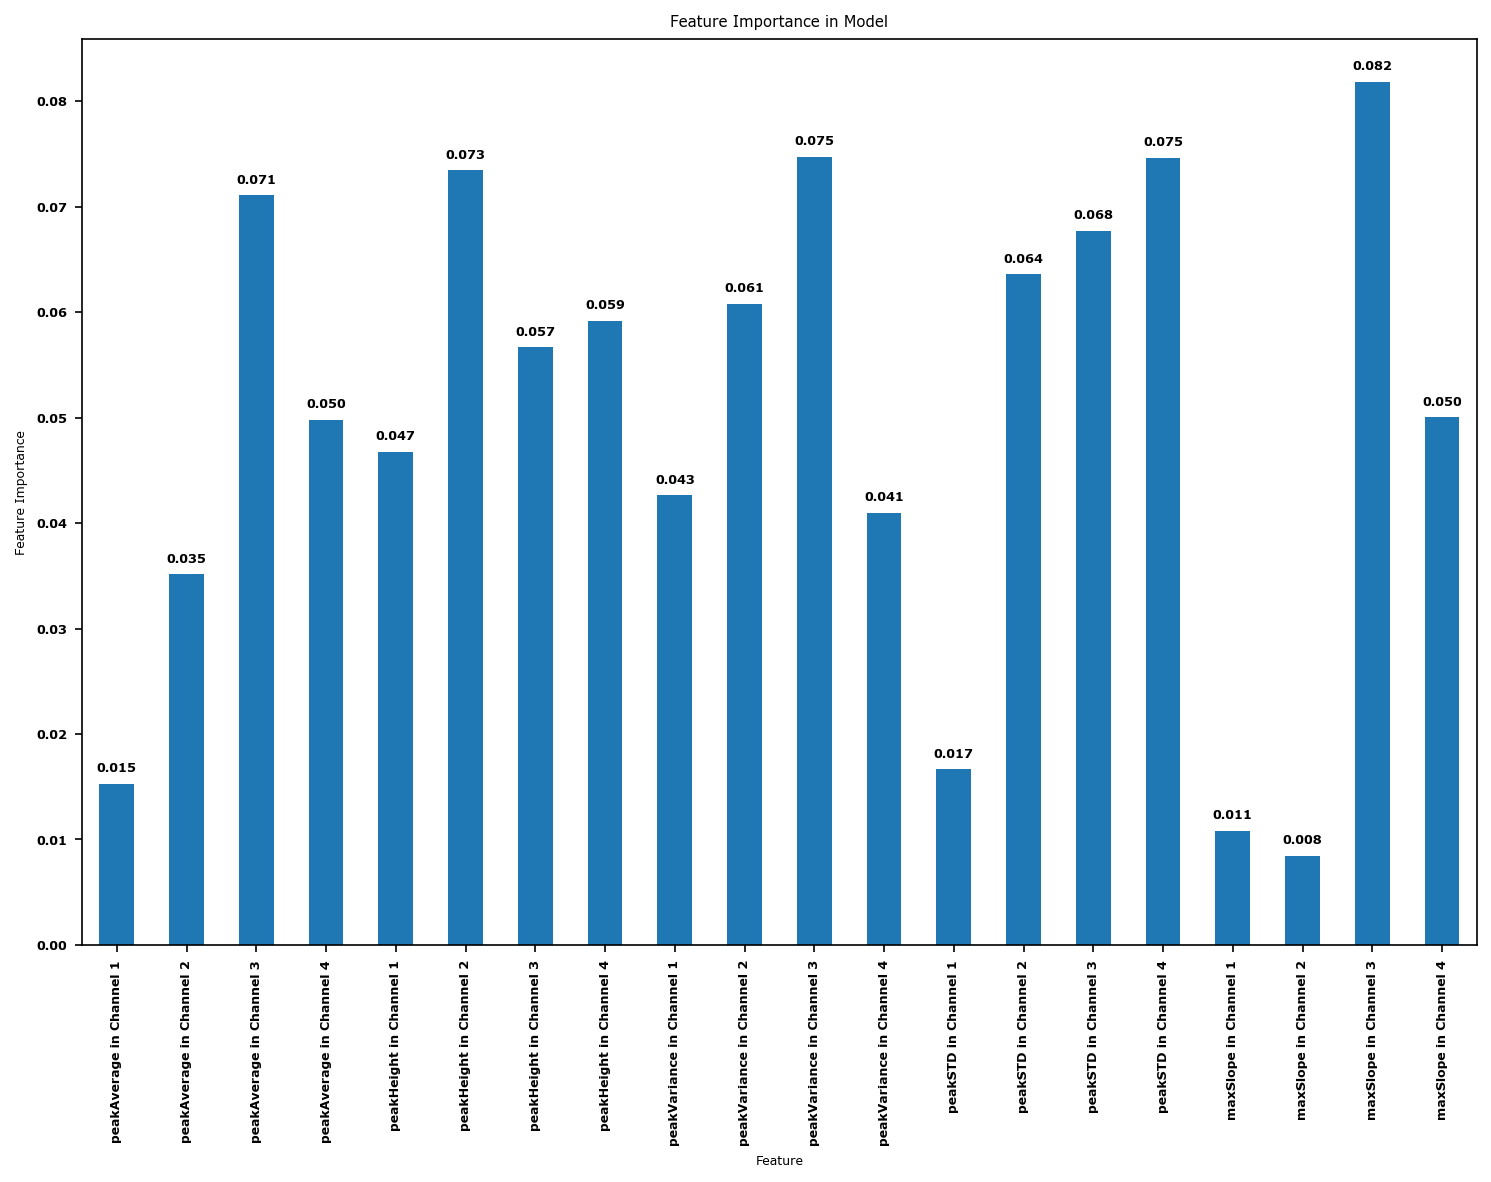 Feature Importance in Model
Feature Importance
0.08
0.07
0.06
0.05
0.04
0.03
0.02
0.01
0.00
0.015
0.035
0.071
0.050
0.047
0.073
0.057
0.059
0.043
0.061
0.075
0.041
0.017
0.064
0.068
0.075
0.011
0.008
0.082
0.050
peakAverage in Channel 1
peakAverage in Channel 2
peakAverage in Channel 3
peakAverage in Channel 4
peakHeight in Channel 1
peakHeight in Channel 2
peakHeight in Channel 3
peakHeight in Channel 4
peakVariance in Channel 1
peakVariance in Channel 2
peakVariance in Channel 3
peakVariance in Channel 4
peakSTD in Channel 1
peakSTD in Channel 2
peakSTD in Channel 3
peakSTD in Channel 4
maxSlope in Channel 1
maxSlope in Channel 2
maxSlope in Channel 3
maxSlope in Channel 4
Feature